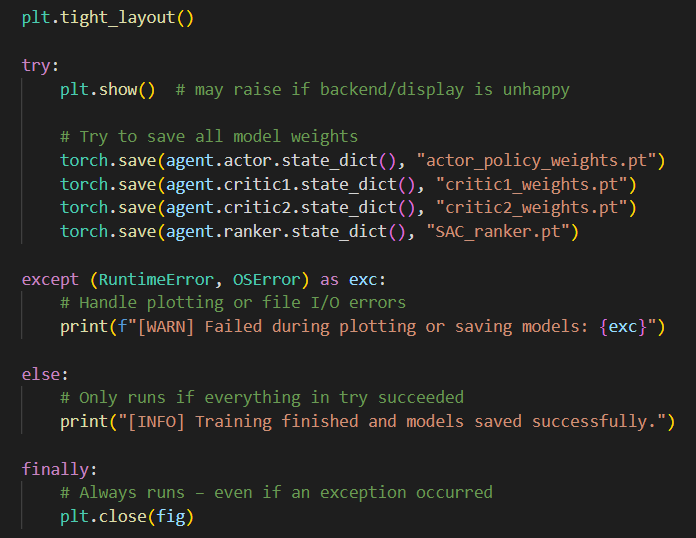 plt.tight_layout()
try:
plt.show()  # may raise if backend/display is unhappy
# Try to save all model weights
torch.save(agent.actor.state_dict(), "actor_policy_weights.pt")
torch.save(agent.critic1.state_dict(), "critic1_weights.pt")
torch.save(agent.critic2.state_dict(), "critic2_weights.pt")
torch.save(agent.ranker.state_dict(), "SAC_ranker.pt")
except (RuntimeError, OSError) as exc:
# Handle plotting or file I/O errors
print(f"[WARN] Failed during plotting or saving models: {exc}")
else:
# Only runs if everything in try succeeded
print("[INFO] Training finished and models saved successfully.")
finally:
# Always runs – even if an exception occurred
plt.close(fig)